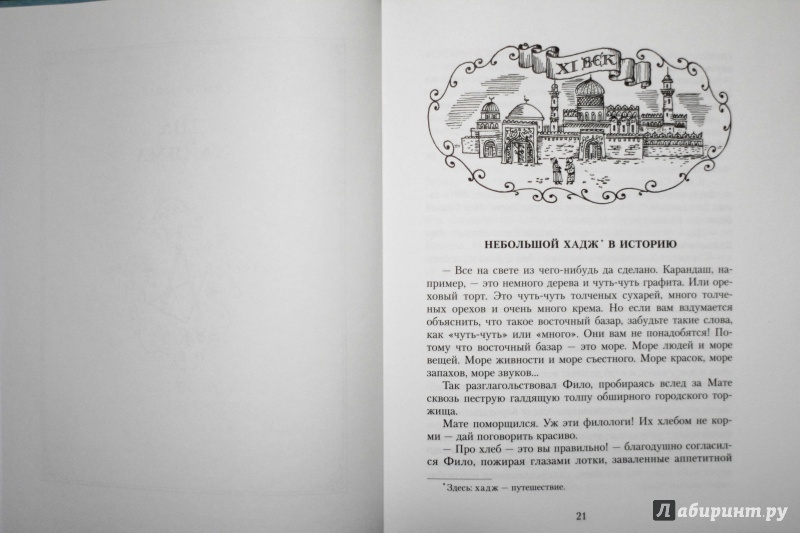 XI ВЕК
НЕБОЛЬШОЙ ХАДЖ* В ИСТОРИЮ
— Все на свете из чего-нибудь да сделано. Карандаш, на-
пример, — это немного дерева и чуть-чуть графита. Или оре-
ховый торт. Это чуть-чуть толченых сухарей, много толче-
ных орехов и очень много крема. Но если вам вздумается
объяснить, что такое восточный базар, забудьте такие слова,
как «чуть-чуть» или «много». Они вам не понадобятся! По-
тому что восточный базар — это море. Море людей и море
вещей. Море живности и море съестного. Море красок, море
запахов, море звуков...
Так разглагольствовал Фило, пробираясь вслед за Мате
сквозь пеструю галдящую толпу обширного городского тор-
жища.
Мате поморщился. Уж эти филологи! Их хлебом не кор-
ми — дай поговорить красиво.
— Про хлеб — это вы правильно! — благодушно согласил-
ся Фило, пожирая глазами лотки, заваленные аппетитной
*Здесь: хадж — путешествие.
21
Лабиринт.ру